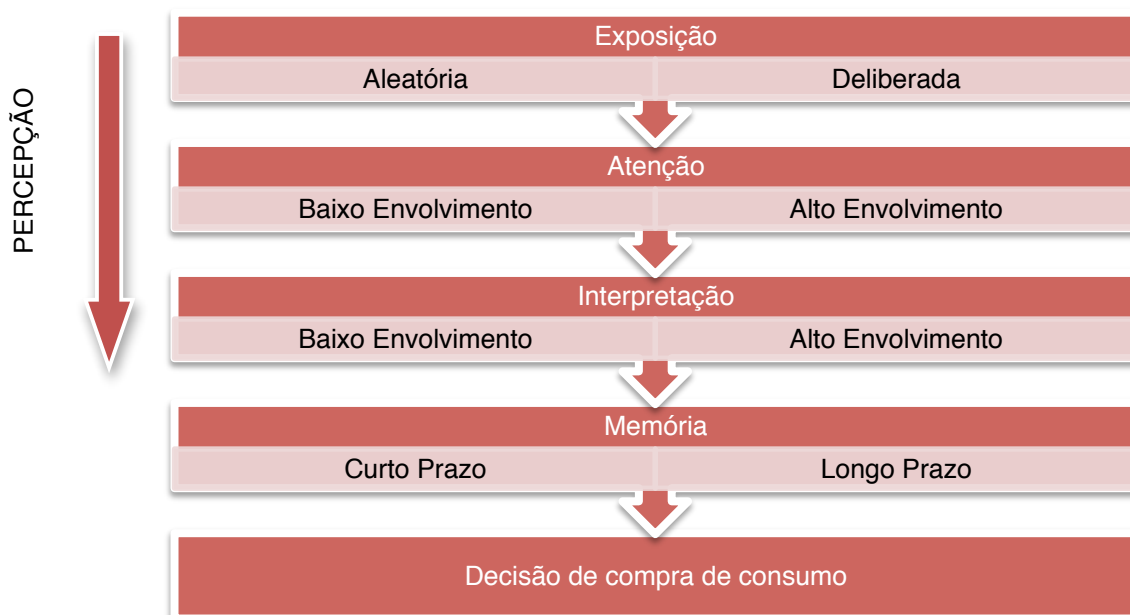 PERCEPÇÃO
Exposição
Aleatória
Deliberada
Atenção
Baixo Envolvimento
Alto Envolvimento
Interpretação
Baixo Envolvimento
Alto Envolvimento
Memória
Curto Prazo
Longo Prazo
Decisão de compra de consumo